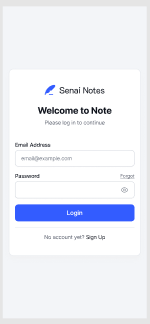 Senai Notes
Welcome to Note
Please log in to continue
Email Address
email@example.com
Password
Forgot
Login
No account yet? Sign Up